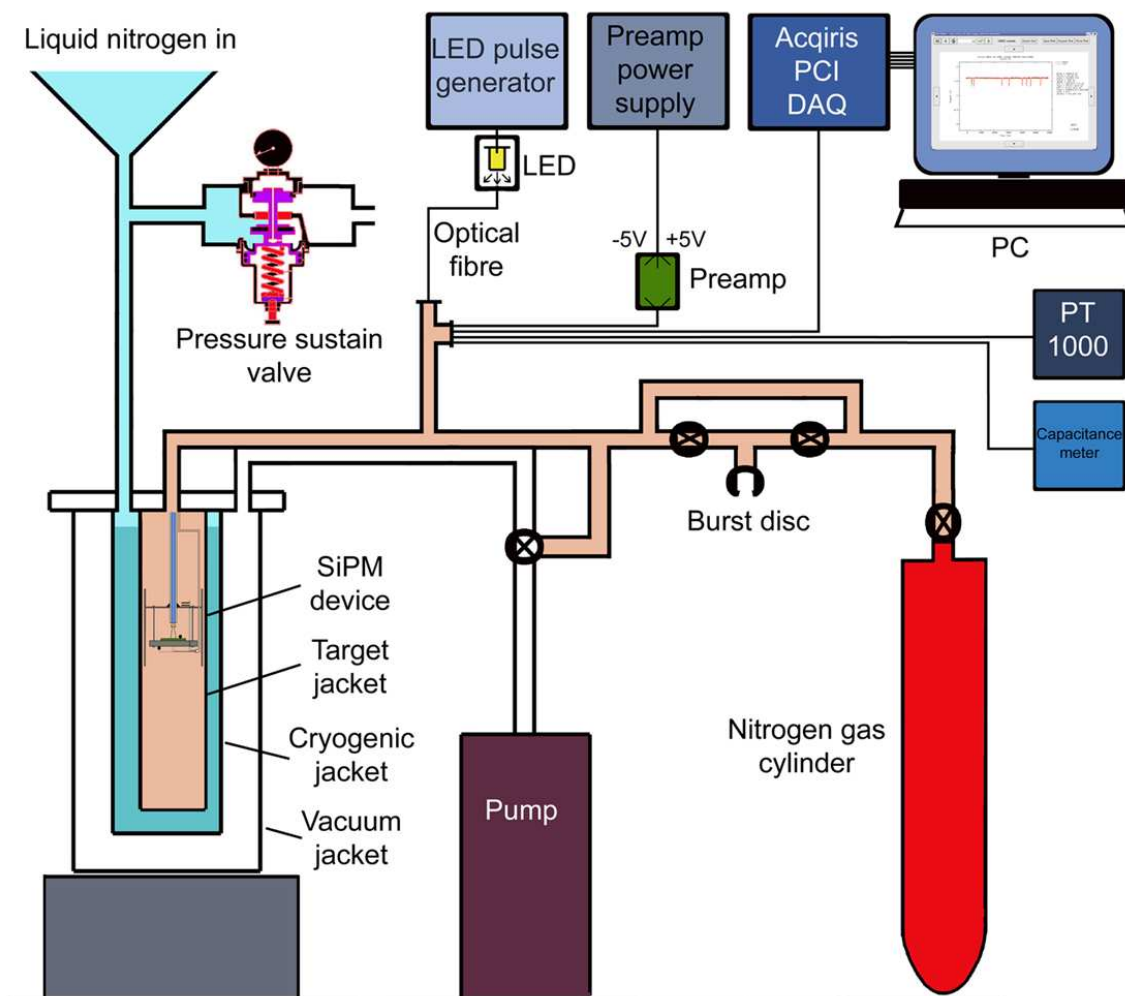 Liquid nitrogen in
LED pulse
generator
Preamp
power
supply
Acqiris
PCI
DAQ
LED
Optical
fibre
-5V +5V
Preamp
PC
Pressure sustain
valve
PT
1000
Capacitance
meter
Burst disc
SiPM
device
Target
jacket
Cryogenic
jacket
Vacuum
jacket
Pump
Nitrogen gas
cylinder